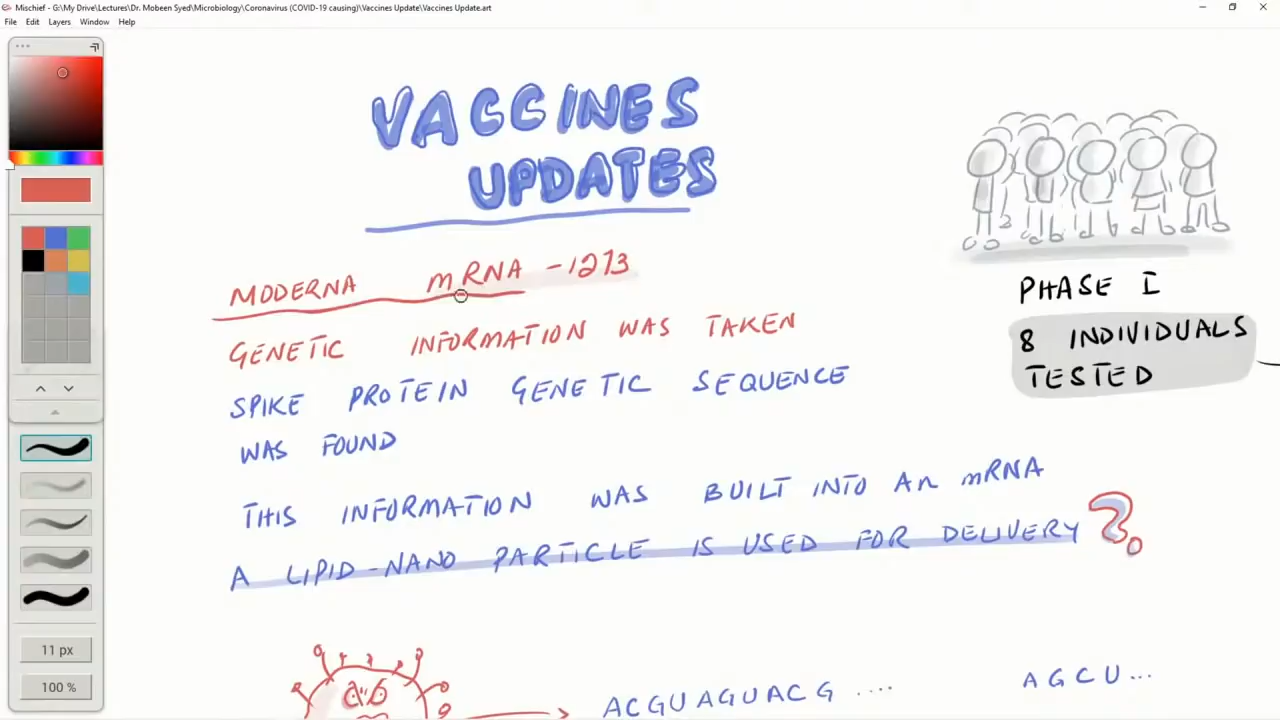 Mischief - G:\My Drive\Lectures\Dr. Mobeen Syed\Microbiology\Coronavirus (COVID-19 causing)\Vaccines Update\Vaccines Update.art
File Edit Layers Window Help
VACCINES
UPDATES
MODERNA mRNA -1273
GENETIC INFORMATION WAS TAKEN
SPIKE PROTEIN GENETIC SEQUENCE
WAS FOUND
THIS INFORMATION WAS BUILT INTO An mRNA
A LIPID-NANO PARTICLE IS USED FOR DELIVERY ?
PHASE I
8 INDIVIDUALS
TESTED
ACGUAGUACG ....
AGCU...
11 px
100 %